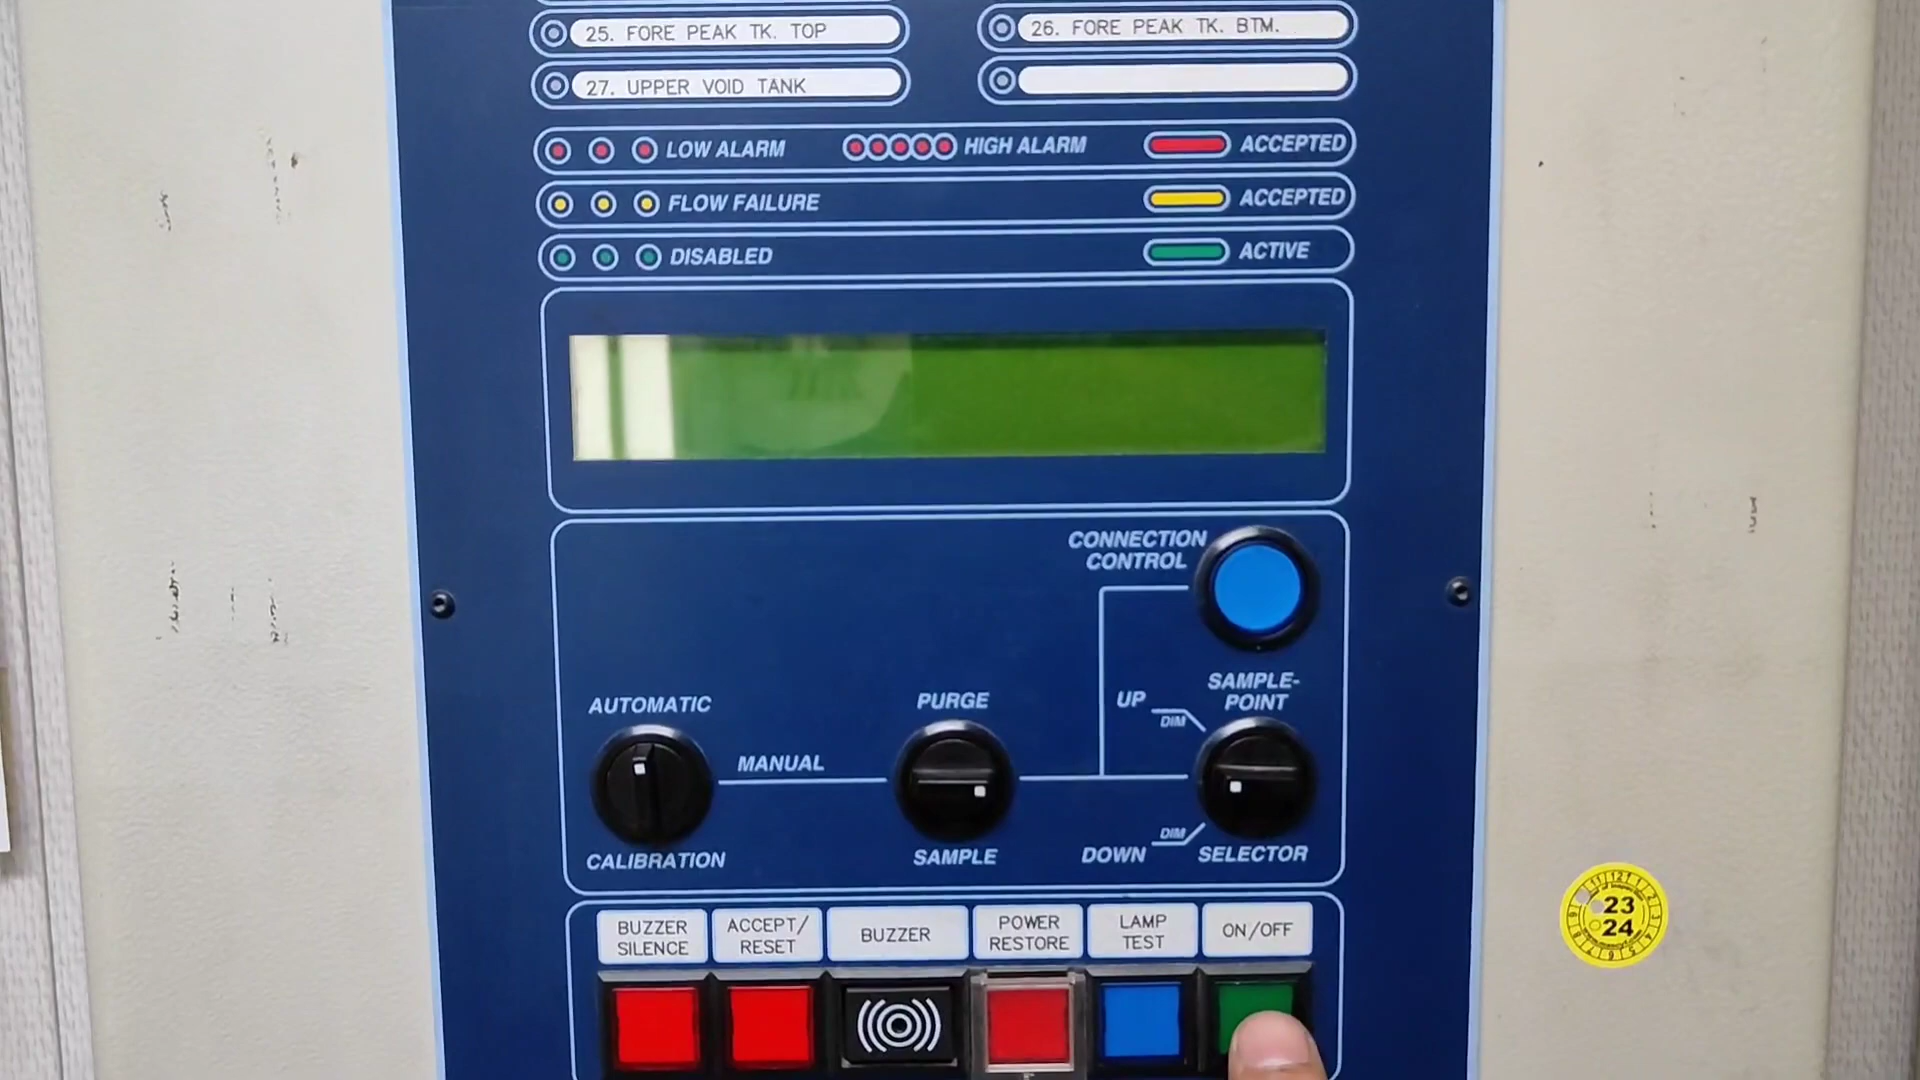 25. FORE PEAK TK. TOP
26. FORE PEAK TK. BTM.
27. UPPER VOID TANK
LOW ALARM
HIGH ALARM
ACCEPTED
FLOW FAILURE
ACCEPTED
DISABLED
ACTIVE
CONNECTION
CONTROL
AUTOMATIC
MANUAL
CALIBRATION
PURGE
SAMPLE
UP
DIM
SAMPLE-
POINT
DIM
DOWN
SELECTOR
BUZZER
SILENCE
ACCEPT/
RESET
BUZZER
POWER
RESTORE
LAMP
TEST
ON/OFF
23
24